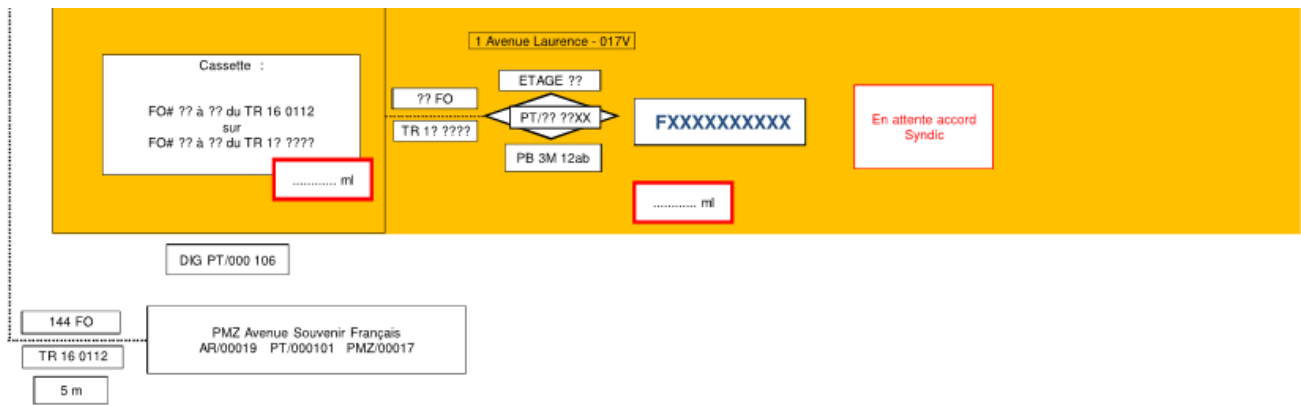 1 Avenue Laurence - 017V
Cassette :
FO# ?? à ?? du TR 16 0112
sur
FO# ?? à ?? du TR 1? ????
............ ml
?? FO
TR 1? ????
ETAGE ??
PT/?? ??XX
PB 3M 12ab
FXXXXXXXXXX
............ ml
En attente accord
Syndic
DIG PT/000 106
144 FO
TR 16 0112
5 m
PMZ Avenue Souvenir Français
AR/00019 PT/000101 PMZ/00017